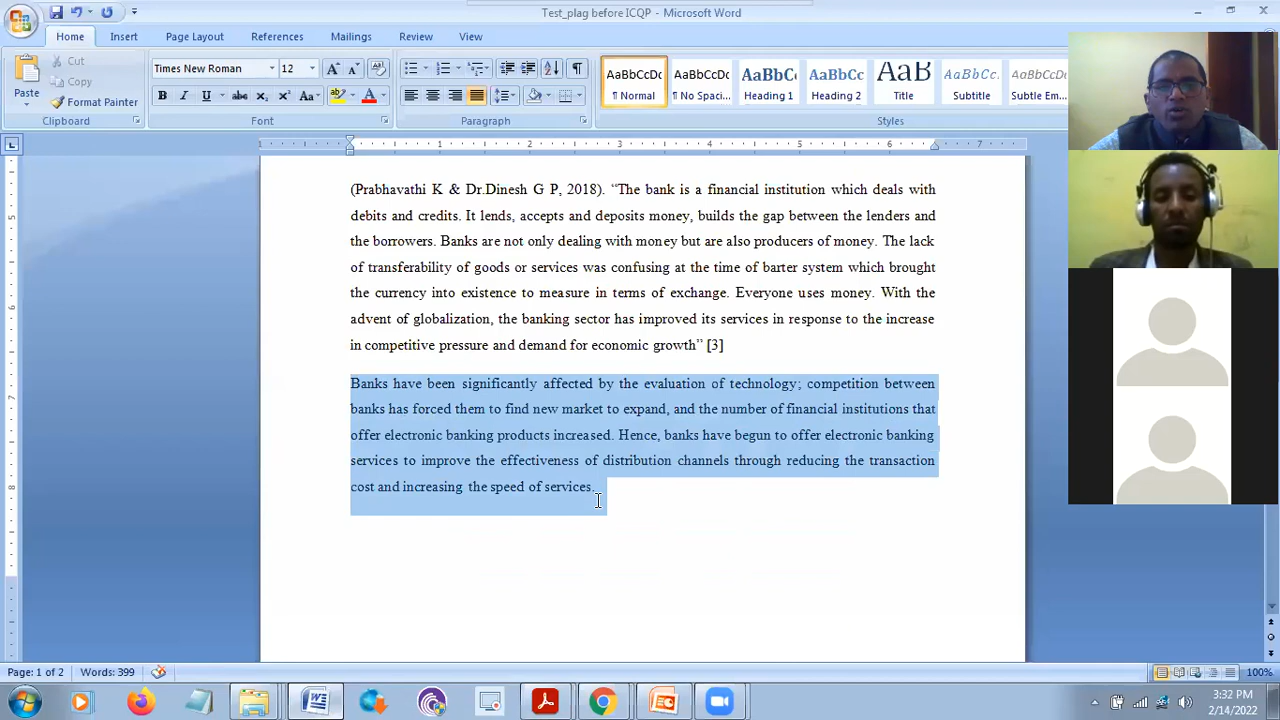 Test_plag before ICQP - Microsoft Word
Home Insert Page Layout References Mailings Review View
Paste
Cut
Copy
Format Painter
Clipboard
Times New Roman 12
Font
Paragraph
AaBbCcDc AaBbCcDc AaBbC AaBbCc AaB AaBbCc. AaBbCcDc
¶ Normal ¶ No Spaci... Heading 1 Heading 2 Title Subtitle Subtle Em...
Styles
(Prabhavathi K & Dr.Dinesh G P, 2018). “The bank is a financial institution which deals with
debits and credits. It lends, accepts and deposits money, builds the gap between the lenders and
the borrowers. Banks are not only dealing with money but are also producers of money. The lack
of transferability of goods or services was confusing at the time of barter system which brought
the currency into existence to measure in terms of exchange. Everyone uses money. With the
advent of globalization, the banking sector has improved its services in response to the increase
in competitive pressure and demand for economic growth” [3]
Banks have been significantly affected by the evaluation of technology; competition between
banks has forced them to find new market to expand, and the number of financial institutions that
offer electronic banking products increased. Hence, banks have begun to offer electronic banking
services to improve the effectiveness of distribution channels through reducing the transaction
cost and increasing the speed of services.
Page: 1 of 2 Words: 399 100%
3:32 PM
2/14/2022